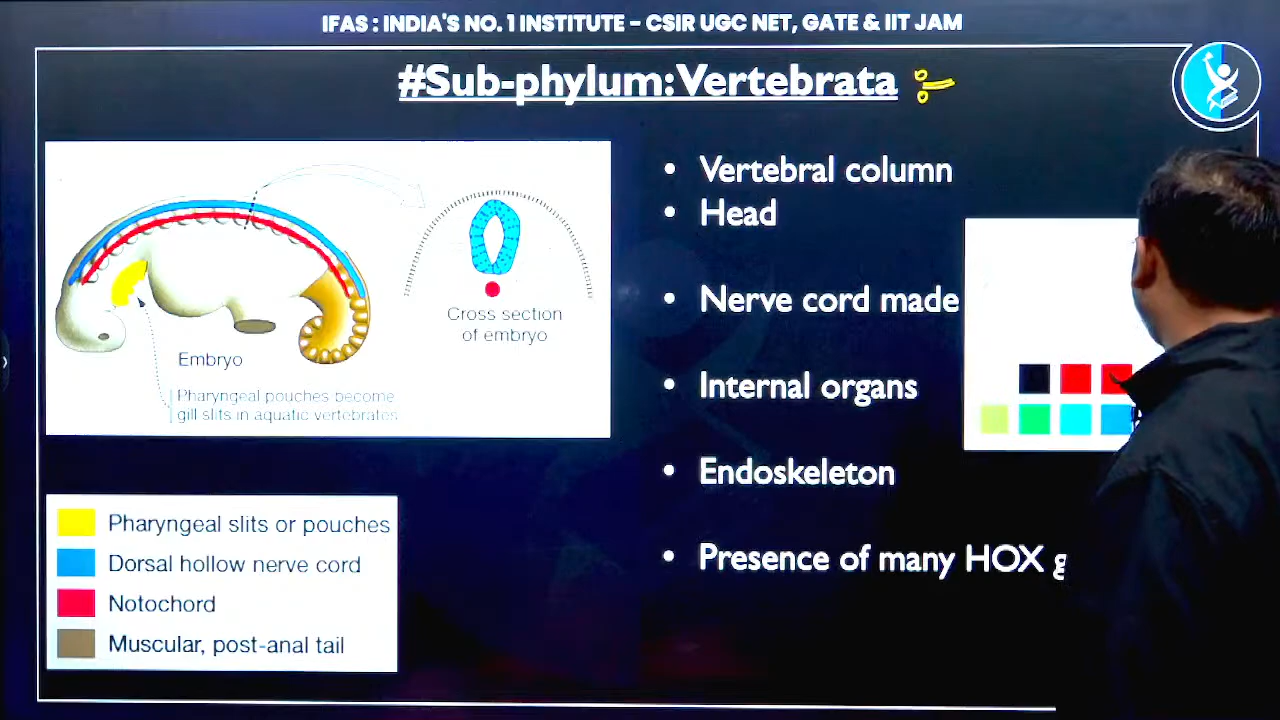 IFAS : INDIA'S NO. 1 INSTITUTE – CSIR UGC NET, GATE & IIT JAM
#Sub-phylum: Vertebrata
Cross section
of embryo
Embryo
Pharyngeal pouches become
gill slits in aquatic vertebrates
Pharyngeal slits or pouches
Dorsal hollow nerve cord
Notochord
Muscular, post-anal tail
• Vertebral column
• Head
• Nerve cord made
• Internal organs
• Endoskeleton
• Presence of many HOX g